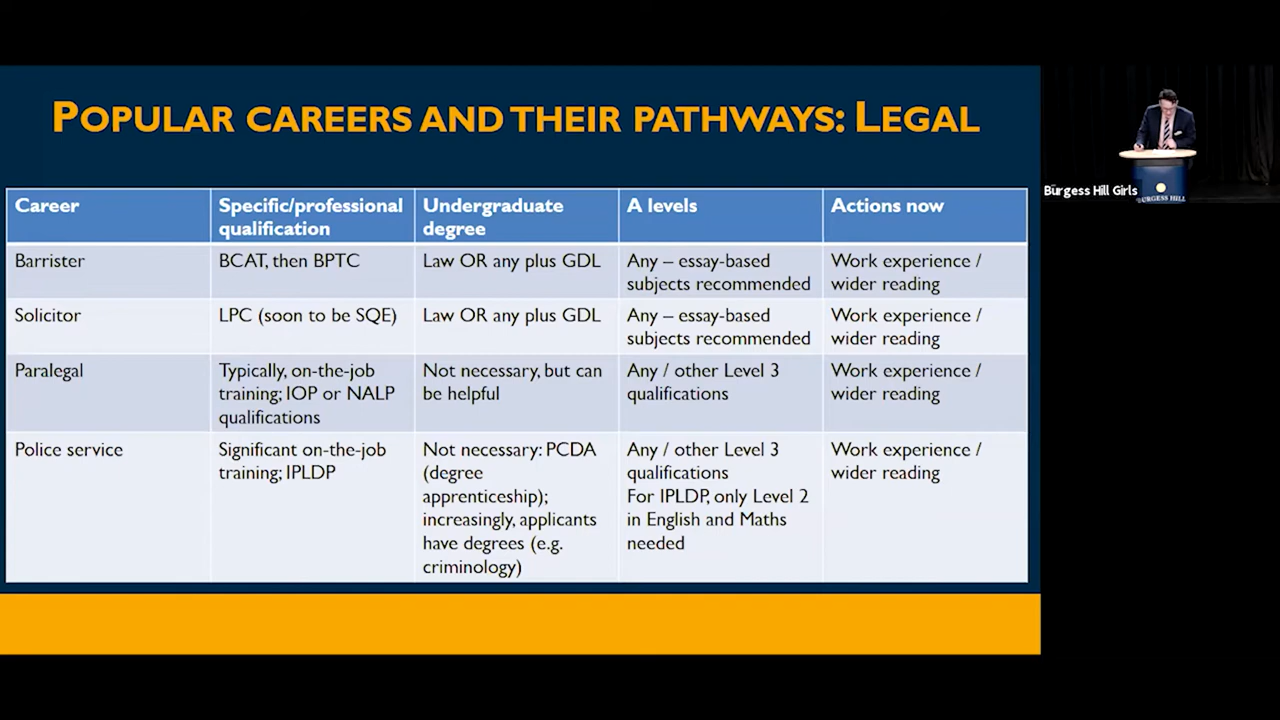 POPULAR CAREERS AND THEIR PATHWAYS: LEGAL
Career
Specific/professional
qualification
Undergraduate
degree
A levels
Actions now
Barrister
BCAT, then BPTC
Law OR any plus GDL
Any – essay-based
subjects recommended
Work experience /
wider reading
Solicitor
LPC (soon to be SQE)
Law OR any plus GDL
Any – essay-based
subjects recommended
Work experience /
wider reading
Paralegal
Typically, on-the-job
training; IOP or NALP
qualifications
Not necessary, but can
be helpful
Any / other Level 3
qualifications
Work experience /
wider reading
Police service
Significant on-the-job
training; IPLDP
Not necessary: PCDA
(degree
apprenticeship);
increasingly, applicants
have degrees (e.g.
criminology)
Any / other Level 3
qualifications
For IPLDP, only Level 2
in English and Maths
needed
Work experience /
wider reading
Burgess Hill Girls
BURGESS HILL